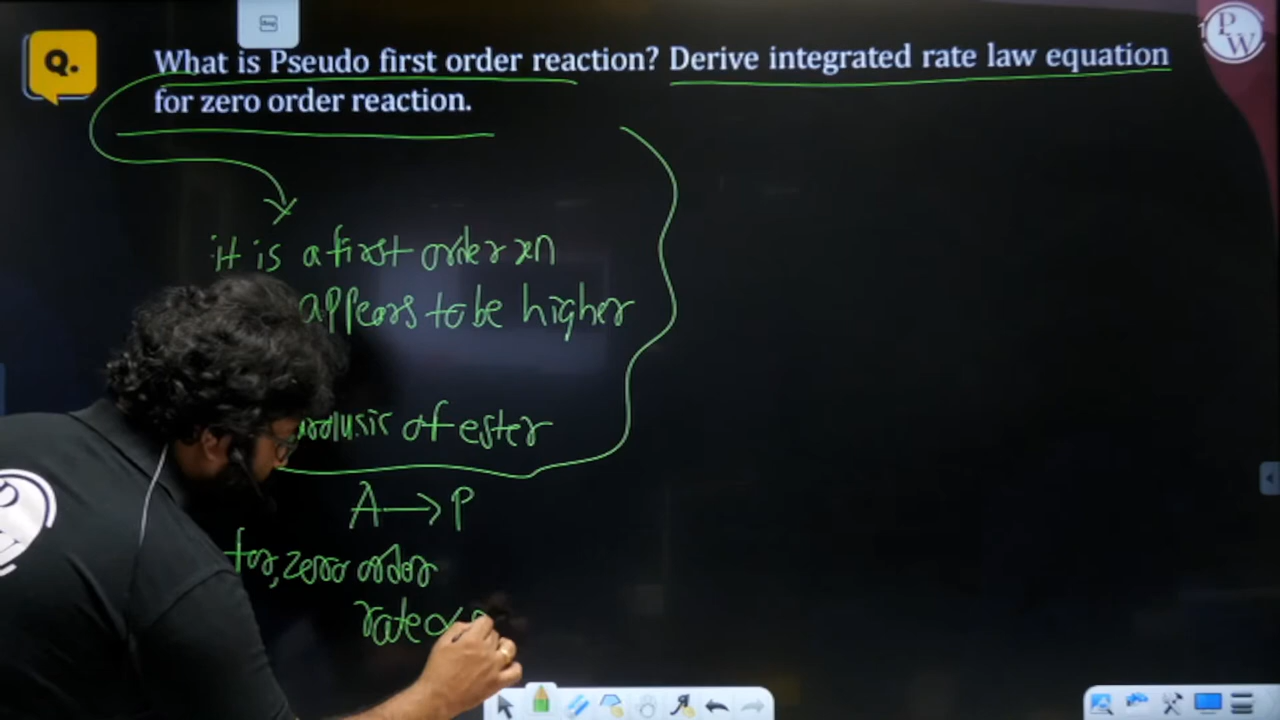 Q.
What is Pseudo first order reaction? Derive integrated rate law equation
for zero order reaction.
it is a first order rxn
appears to be higher
of ester
A → P
for, zero order
rate ∝
PW